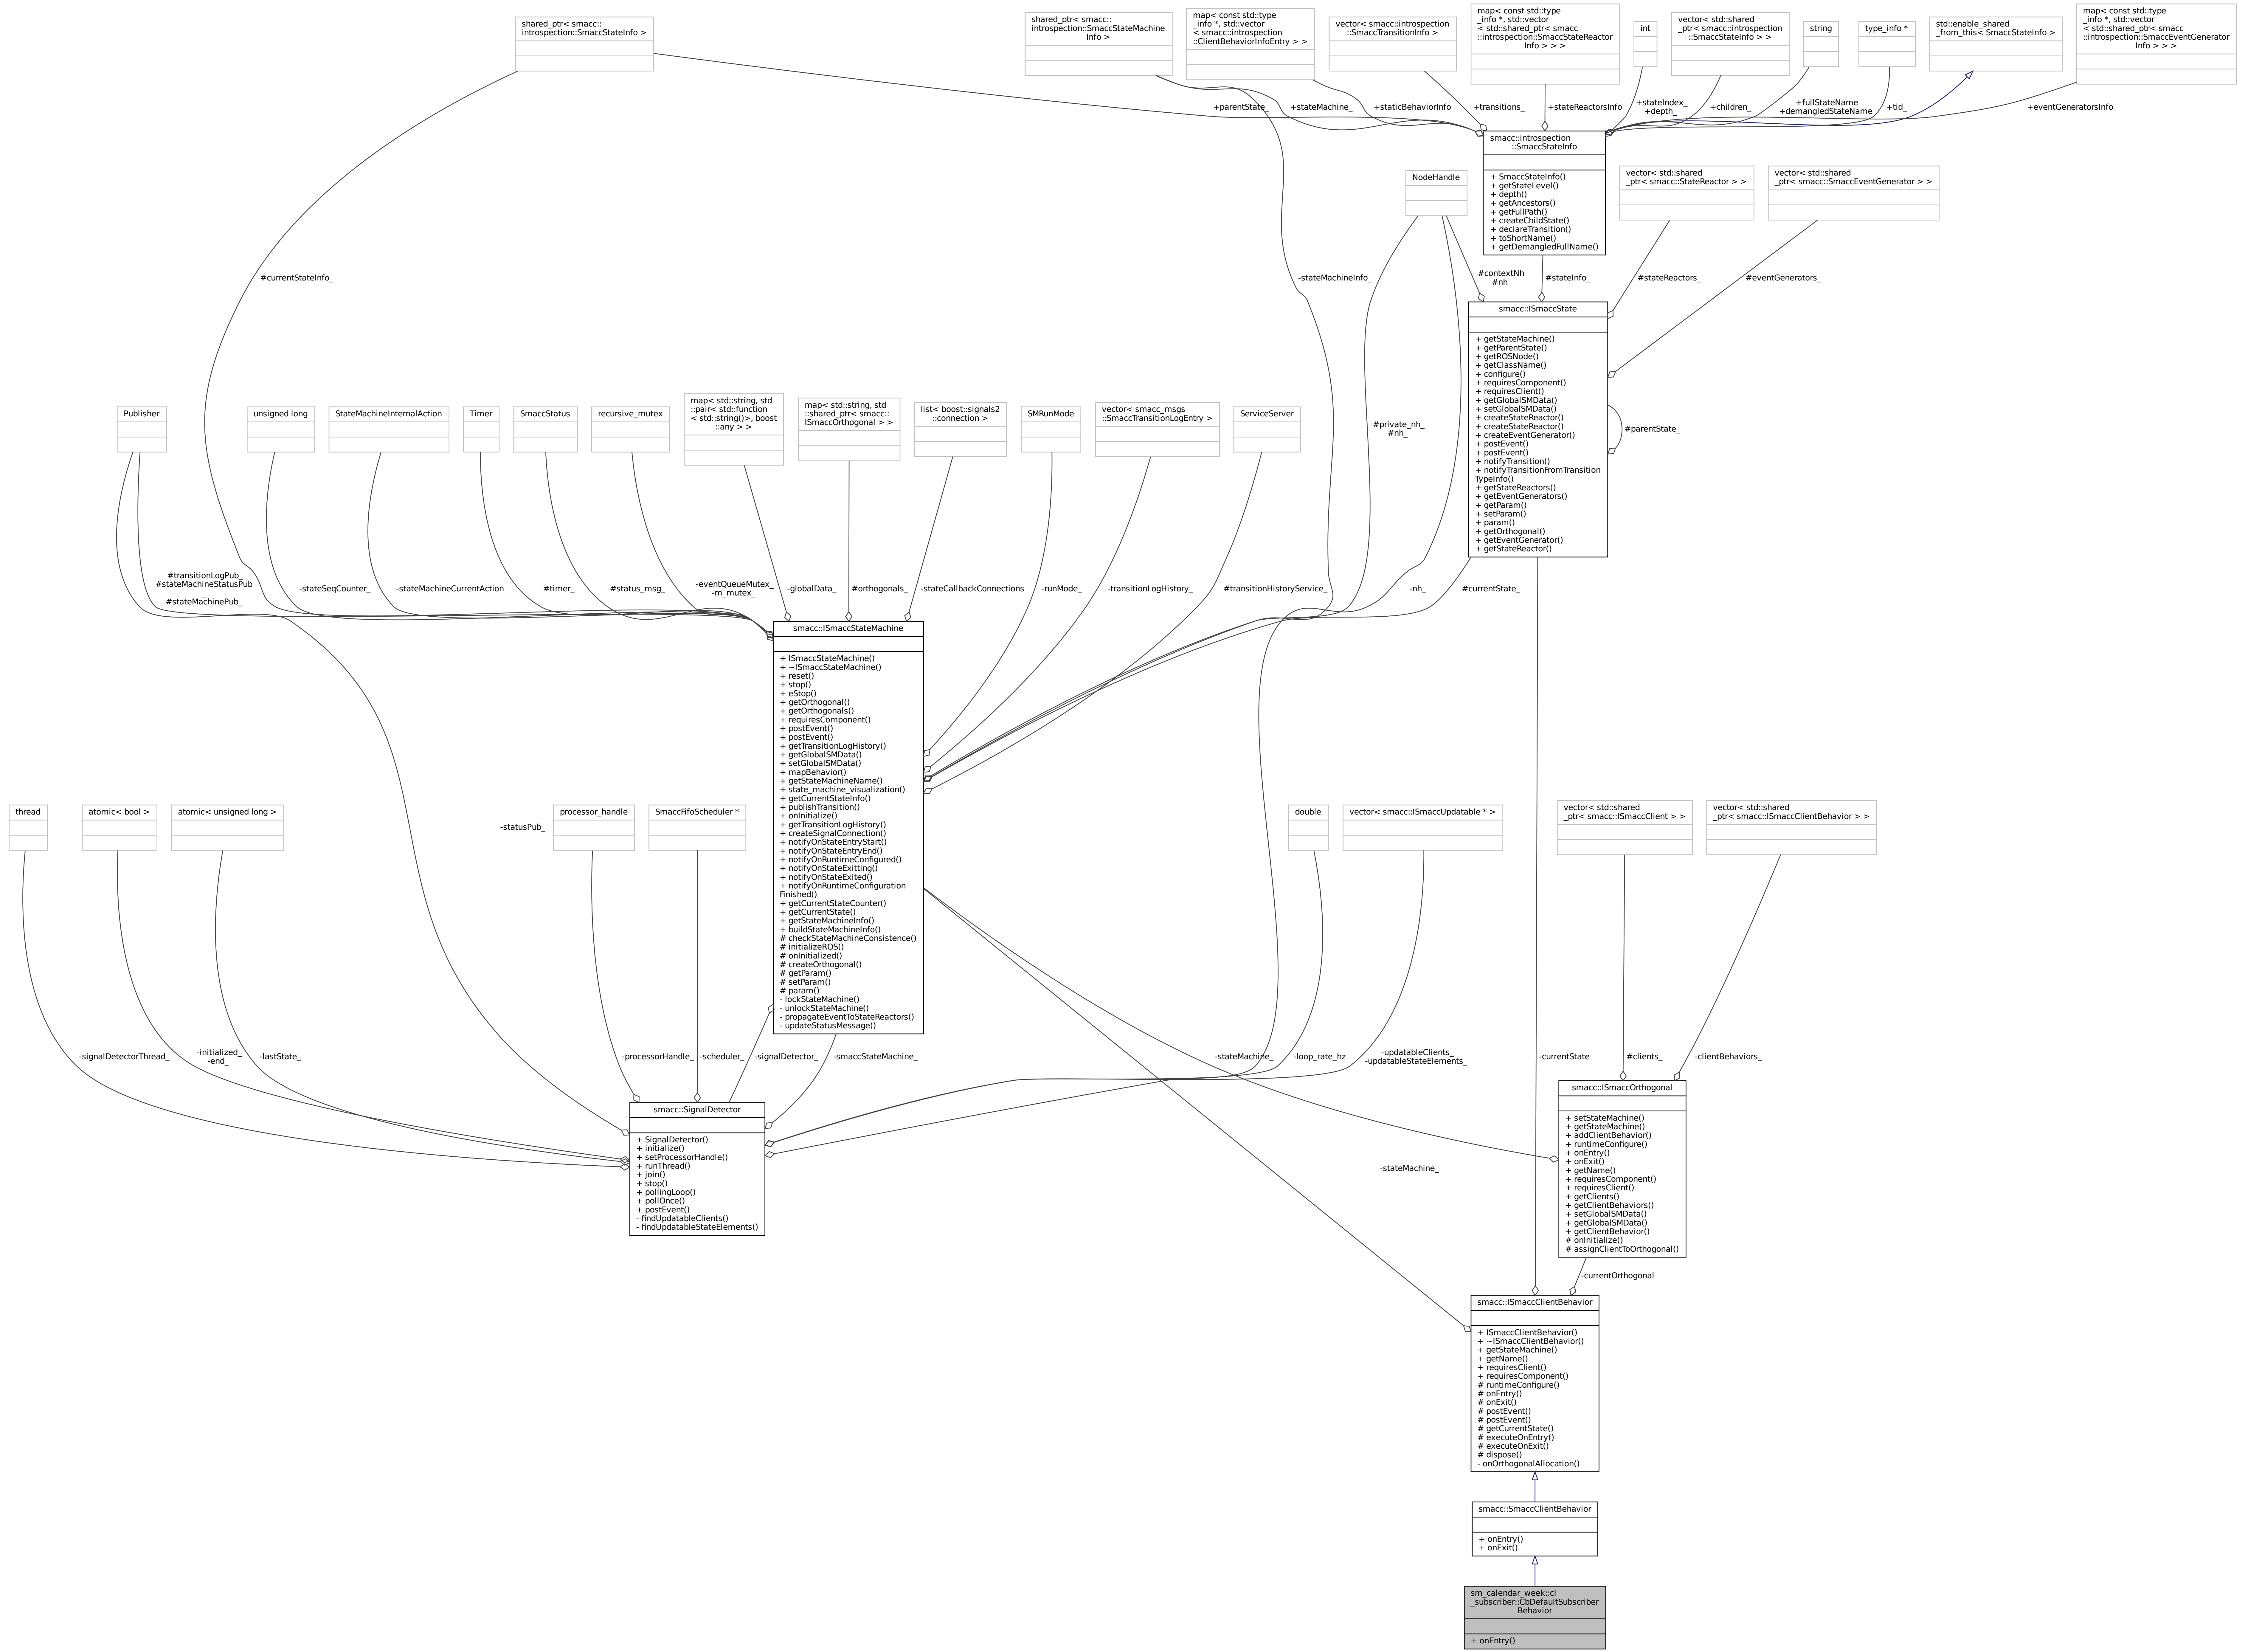 shared_ptr< smacc::
introspection::SmaccStateInfo >
shared_ptr< smacc::
introspection::SmaccStateMachine
Info >
map< const std::type
_info *, std::vector
< smacc::introspection
::ClientBehaviorInfoEntry > >
vector< smacc::introspection
::SmaccTransitionInfo >
map< const std::type
_info *, std::vector
< std::shared_ptr< smacc
::introspection::SmaccStateReactor
Info > > >
int
vector< std::shared
_ptr< smacc::introspection
::SmaccStateInfo > >
string
type_info *
std::enable_shared
_from_this< SmaccStateInfo >
map< const std::type
_info *, std::vector
< std::shared_ptr< smacc
::introspection::SmaccEventGenerator
Info > > >
+parentState_
+stateMachine_
+staticBehaviorInfo
+transitions_
+stateReactorsInfo
+stateIndex_
+depth_
+children_
+fullStateName
+demangledStateName
+tid_
+eventGeneratorsInfo
smacc::introspection
::SmaccStateInfo
+ SmaccStateInfo()
+ getStateLevel()
+ depth()
+ getAncestors()
+ getFullPath()
+ createChildState()
+ declareTransition()
+ toShortName()
+ getDemangledFullName()
NodeHandle
vector< std::shared
_ptr< smacc::StateReactor > >
vector< std::shared
_ptr< smacc::SmaccEventGenerator > >
#currentStateInfo_
-stateMachineInfo_
#contextNh
#nh
#stateInfo_
#stateReactors_
#eventGenerators_
smacc::ISmaccState
+ getStateMachine()
+ getParentState()
+ getROSNode()
+ getClassName()
+ configure()
+ requiresComponent()
+ requiresClient()
+ getGlobalSMData()
+ setGlobalSMData()
+ createStateReactor()
+ createStateReactor()
+ createEventGenerator()
+ postEvent()
+ postEvent()
+ notifyTransition()
+ notifyTransitionFromTransition
TypeInfo()
+ getStateReactors()
+ getEventGenerators()
+ getParam()
+ setParam()
+ param()
+ getOrthogonal()
+ getEventGenerator()
+ getStateReactor()
#parentState_
#private_nh_
#nh_
Publisher
unsigned long
StateMachineInternalAction
Timer
SmaccStatus
recursive_mutex
map< std::string, std
::pair< std::function
< std::string()>, boost
::any > >
map< std::string, std
::shared_ptr< smacc::
ISmaccOrthogonal > >
list< boost::signals2
::connection >
SMRunMode
vector< smacc_msgs
::SmaccTransitionLogEntry >
ServiceServer
#transitionLogPub_
#stateMachineStatusPub
_
#stateMachinePub_
-stateSeqCounter_
-stateMachineCurrentAction
#timer_
#status_msg_
-eventQueueMutex_
-m_mutex_
-globalData_
#orthogonals_
-stateCallbackConnections
-runMode_
-transitionLogHistory_
#transitionHistoryService_
-nh_
#currentState_
smacc::ISmaccStateMachine
+ ISmaccStateMachine()
+ ~ISmaccStateMachine()
+ reset()
+ stop()
+ eStop()
+ getOrthogonal()
+ getOrthogonals()
+ requiresComponent()
+ postEvent()
+ postEvent()
+ getTransitionLogHistory()
+ getGlobalSMData()
+ setGlobalSMData()
+ mapBehavior()
+ getStateMachineName()
+ state_machine_visualization()
+ getCurrentStateInfo()
+ publishTransition()
+ onInitialize()
+ getTransitionLogHistory()
+ createSignalConnection()
+ notifyOnStateEntryStart()
+ notifyOnStateEntryEnd()
+ notifyOnRuntimeConfigured()
+ notifyOnStateExitting()
+ notifyOnStateExited()
+ notifyOnRuntimeConfiguration
Finished()
+ getCurrentStateCounter()
+ getCurrentState()
+ getStateMachineInfo()
+ buildStateMachineInfo()
# checkStateMachineConsistence()
# initializeROS()
# onInitialized()
# createOrthogonal()
# getParam()
# setParam()
# param()
- lockStateMachine()
- unlockStateMachine()
- propagateEventToStateReactors()
- updateStatusMessage()
thread
atomic< bool >
atomic< unsigned long >
-statusPub_
processor_handle
SmaccFifoScheduler *
double
vector< smacc::ISmaccUpdatable * >
vector< std::shared
_ptr< smacc::ISmaccClient > >
vector< std::shared
_ptr< smacc::ISmaccClientBehavior > >
-signalDetectorThread_
-initialized_
-end_
-lastState_
-processorHandle_
-scheduler_
-signalDetector_
-smaccStateMachine_
-stateMachine_
-loop_rate_hz
-updatableClients_
-updatableStateElements_
-currentState
#clients_
-clientBehaviors_
smacc::SignalDetector
+ SignalDetector()
+ initialize()
+ setProcessorHandle()
+ runThread()
+ join()
+ stop()
+ pollingLoop()
+ pollOnce()
+ postEvent()
- findUpdatableClients()
- findUpdatableStateElements()
smacc::ISmaccOrthogonal
+ setStateMachine()
+ getStateMachine()
+ addClientBehavior()
+ runtimeConfigure()
+ onEntry()
+ onExit()
+ getName()
+ requiresComponent()
+ requiresClient()
+ getClients()
+ getClientBehaviors()
+ setGlobalSMData()
+ getGlobalSMData()
+ getClientBehavior()
# onInitialize()
# assignClientToOrthogonal()
-stateMachine_
-currentOrthogonal
smacc::ISmaccClientBehavior
+ ISmaccClientBehavior()
+ ~ISmaccClientBehavior()
+ getStateMachine()
+ getName()
+ requiresClient()
+ requiresComponent()
# runtimeConfigure()
# onEntry()
# onExit()
# postEvent()
# postEvent()
# getCurrentState()
# executeOnEntry()
# executeOnExit()
# dispose()
- onOrthogonalAllocation()
smacc::SmaccClientBehavior
+ onEntry()
+ onExit()
sm_calendar_week::cl
_subscriber::CbDefaultSubscriber
Behavior
+ onEntry()